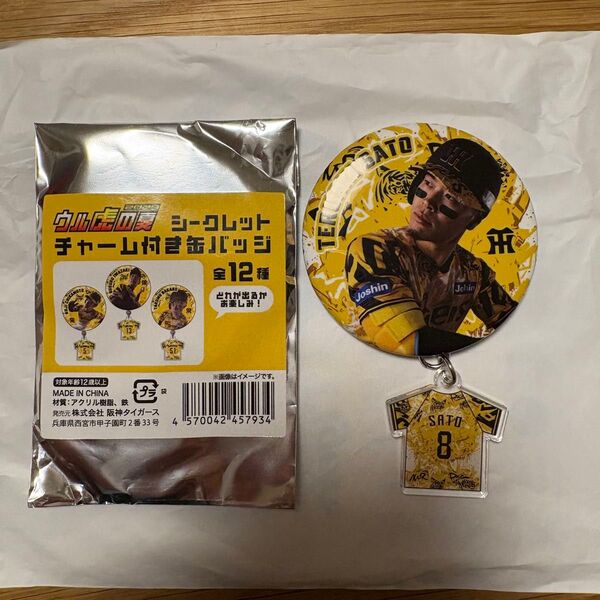 ウル虎の夏
シークレット
チャーム付き缶バッジ
全12種
どれが出るか
お楽しみ!
※画像はイメージです。
対象年齢12歳以上
MADE IN CHINA
材質:アクリル樹脂、鉄
発売元 株式会社 阪神タイガース
兵庫県西宮市甲子園町2番33号
プラ
袋
4 570042 457934
SATO
Joshin
Joshin
SATO
8